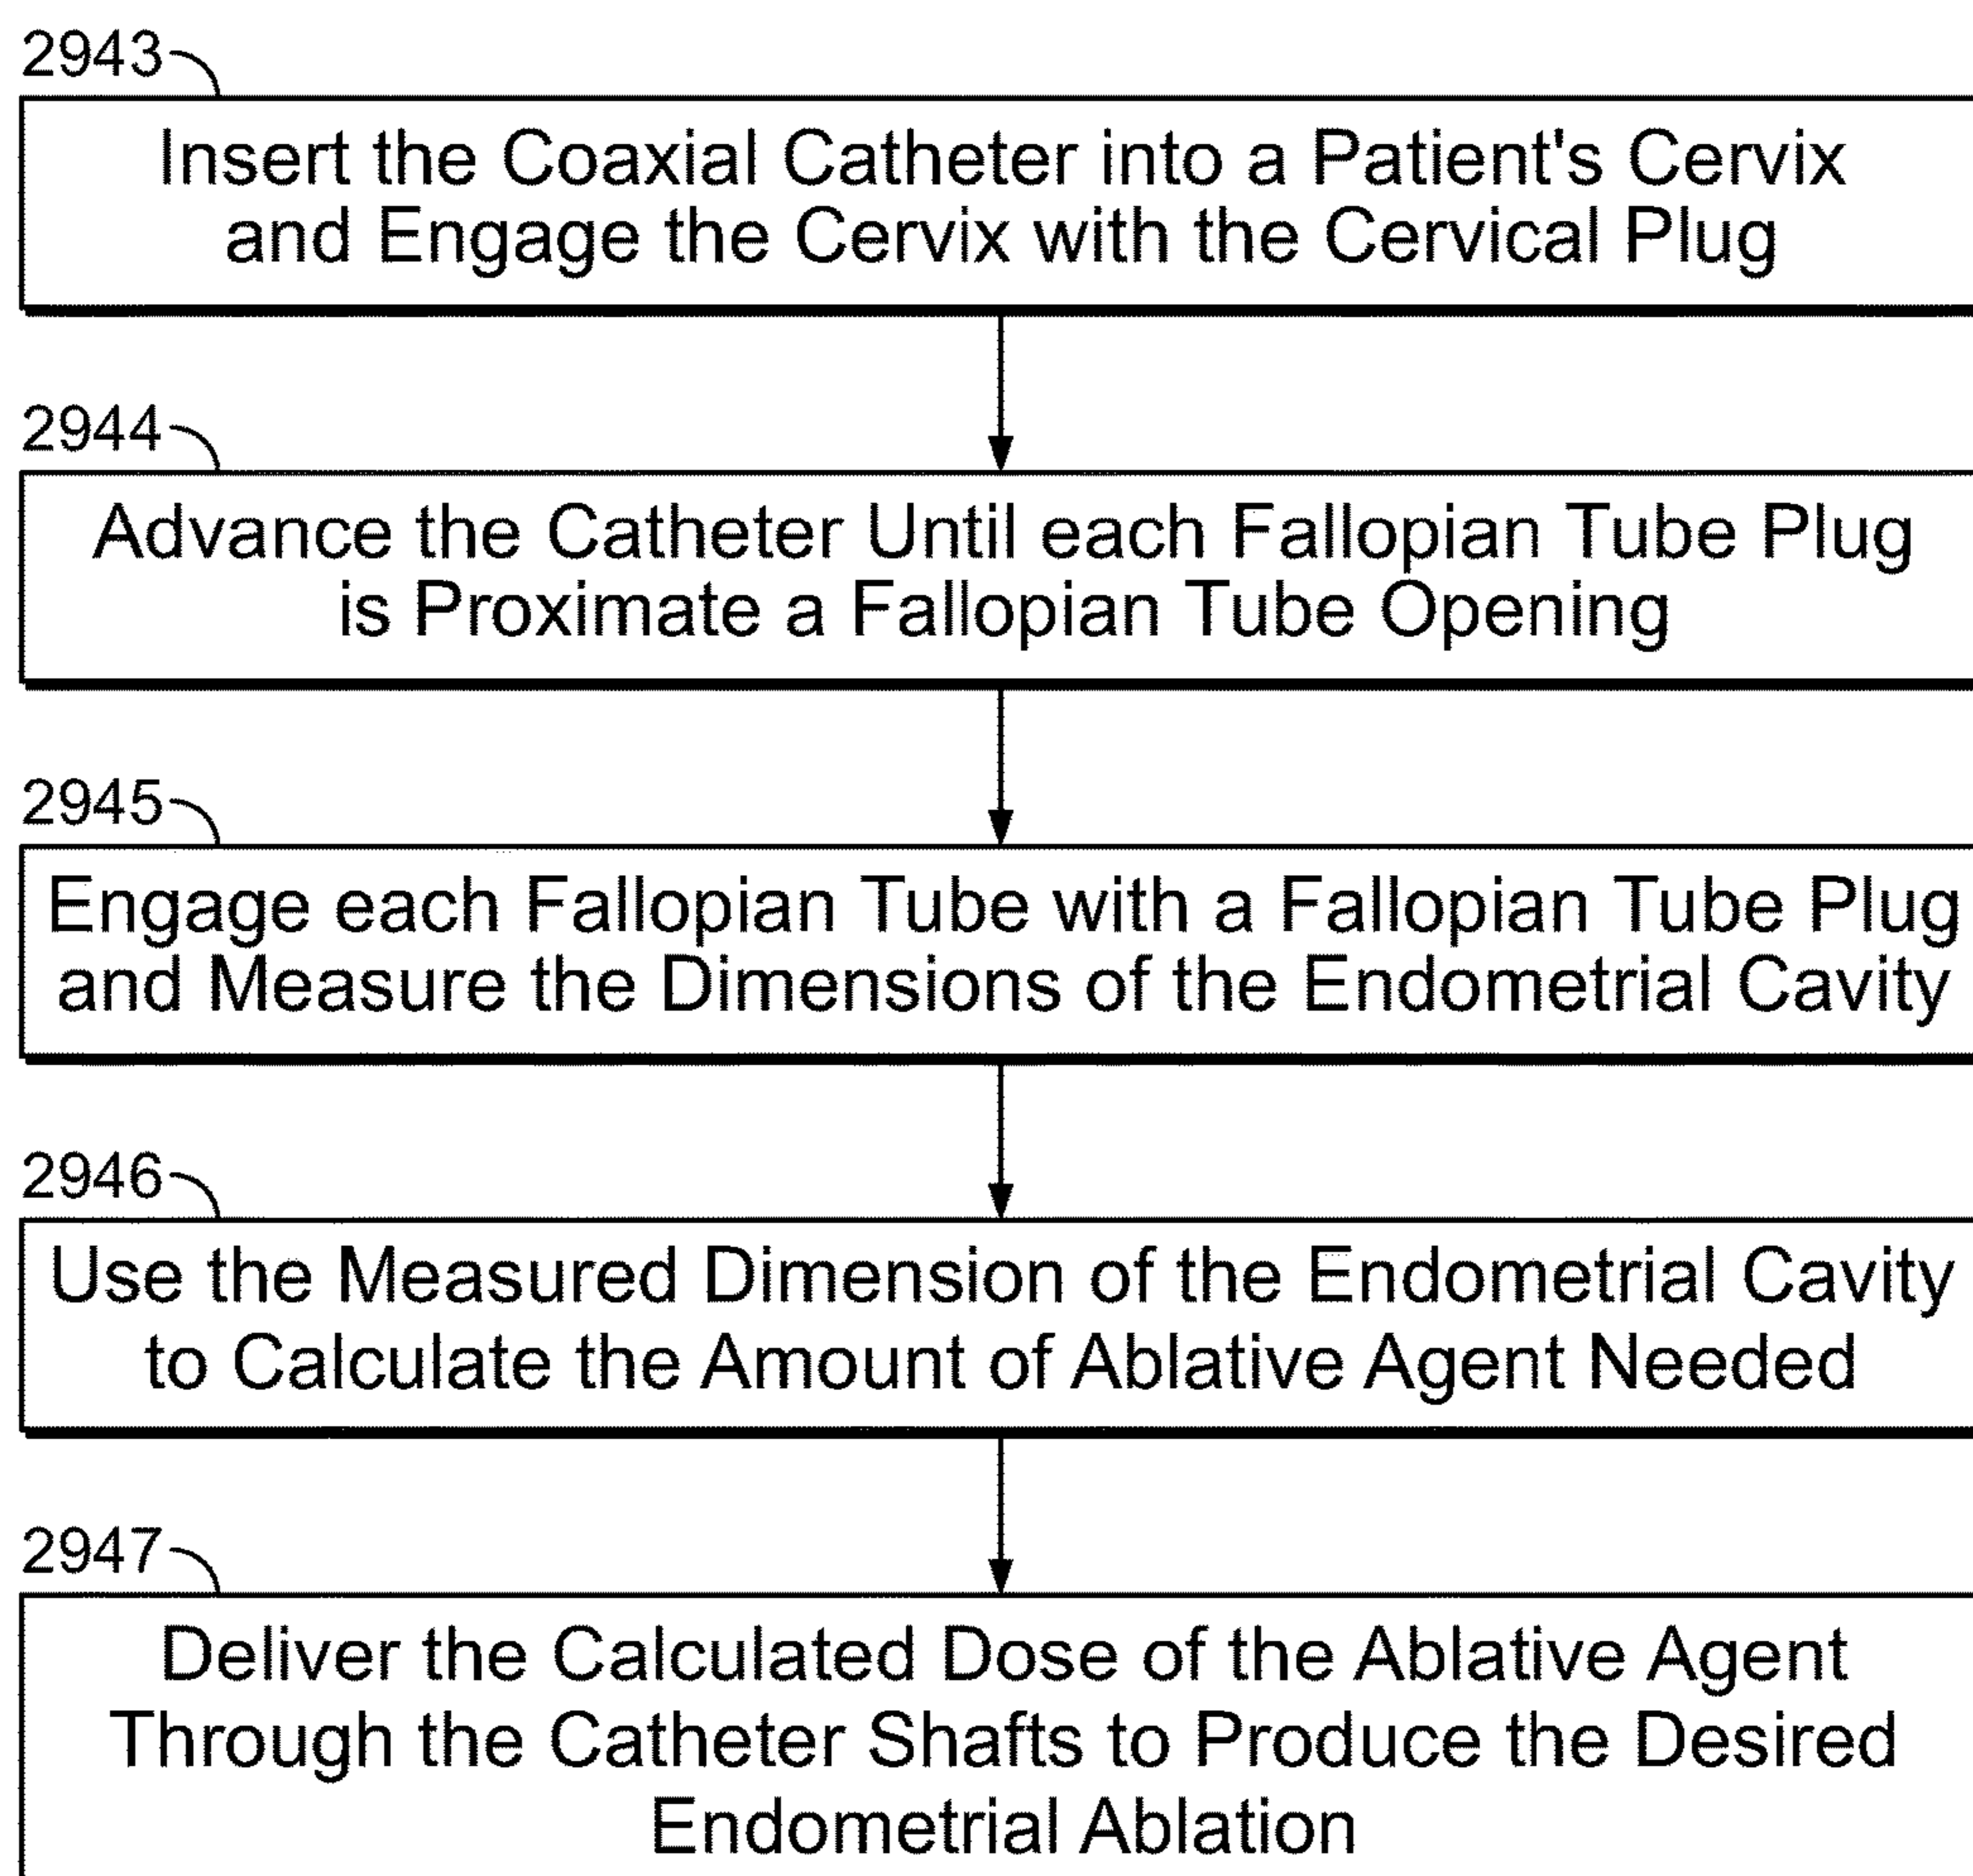 2943
Insert the Coaxial Catheter into a Patient's Cervix
and Engage the Cervix with the Cervical Plug
2944
Advance the Catheter Until each Fallopian Tube Plug
is Proximate a Fallopian Tube Opening
2945
Engage each Fallopian Tube with a Fallopian Tube Plug
and Measure the Dimensions of the Endometrial Cavity
2946
Use the Measured Dimension of the Endometrial Cavity
to Calculate the Amount of Ablative Agent Needed
2947
Deliver the Calculated Dose of the Ablative Agent
Through the Catheter Shafts to Produce the Desired
Endometrial Ablation